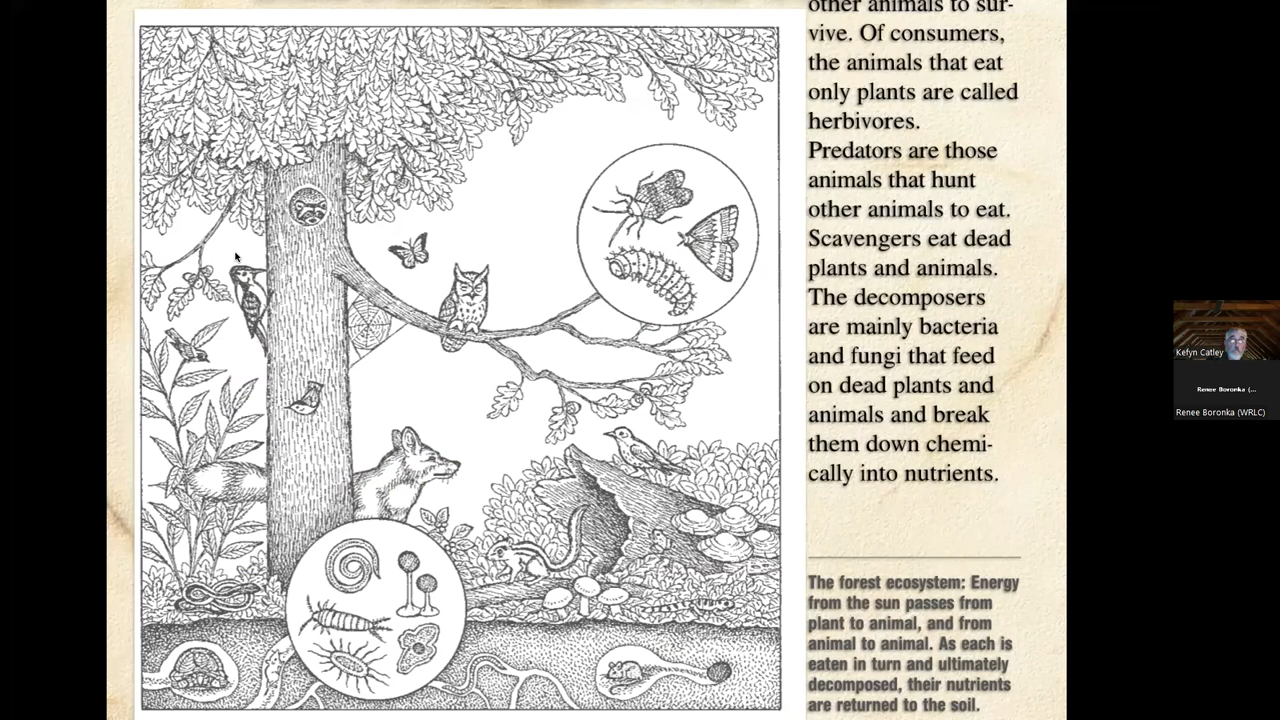 other animals to sur-
vive. Of consumers,
the animals that eat
only plants are called
herbivores.
Predators are those
animals that hunt
other animals to eat.
Scavengers eat dead
plants and animals.
The decomposers
are mainly bacteria
and fungi that feed
on dead plants and
animals and break
them down chemi-
cally into nutrients.
The forest ecosystem: Energy
from the sun passes from
plant to animal, and from
animal to animal. As each is
eaten in turn and ultimately
decomposed, their nutrients
are returned to the soil.
Kefyn Catley
Renee Boronka (...
Renee Boronka (WRLC)